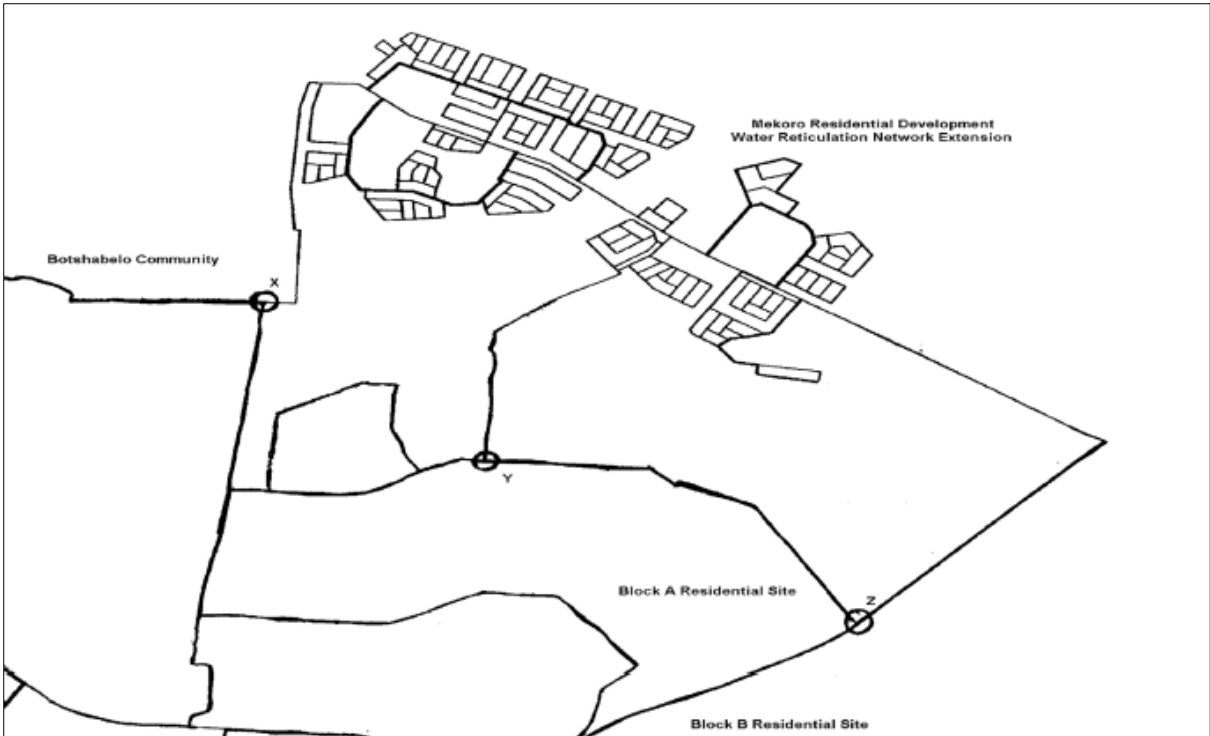 Mekoro Residential Development
Water Reticulation Network Extension
Botshabelo Community
X
Y
Block A Residential Site
Z
Block B Residential Site